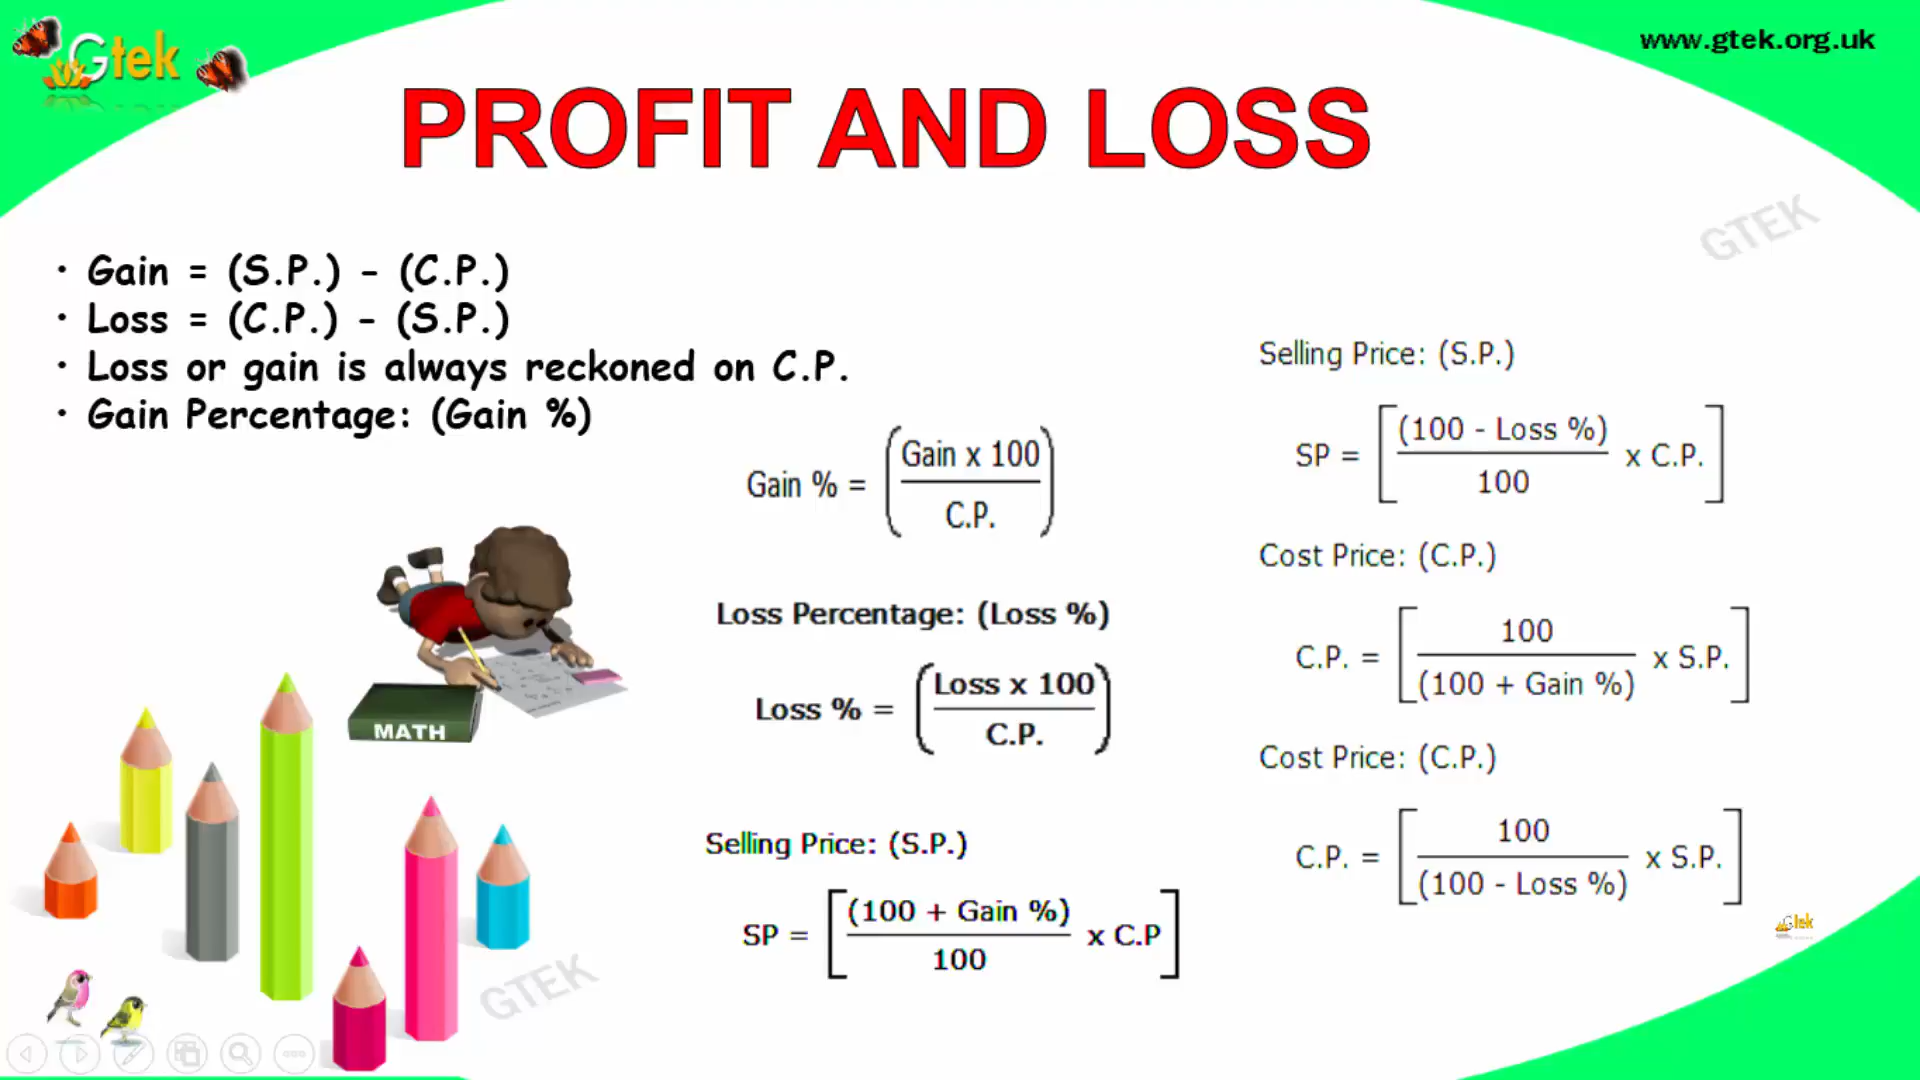 Gtek
www.gtek.org.uk
PROFIT AND LOSS
GTEK
• Gain = (S.P.) - (C.P.)
• Loss = (C.P.) - (S.P.)
• Loss or gain is always reckoned on C.P.
• Gain Percentage: (Gain %)
Gain % = (Gain x 100 / C.P.)
Loss Percentage: (Loss %)
Loss % = (Loss x 100 / C.P.)
Selling Price: (S.P.)
SP = [(100 + Gain %) / 100 x C.P]
Selling Price: (S.P.)
SP = [(100 - Loss %) / 100 x C.P.]
Cost Price: (C.P.)
C.P. = [100 / (100 + Gain %) x S.P.]
Cost Price: (C.P.)
C.P. = [100 / (100 - Loss %) x S.P.]
Gtek
MATH
GTEK